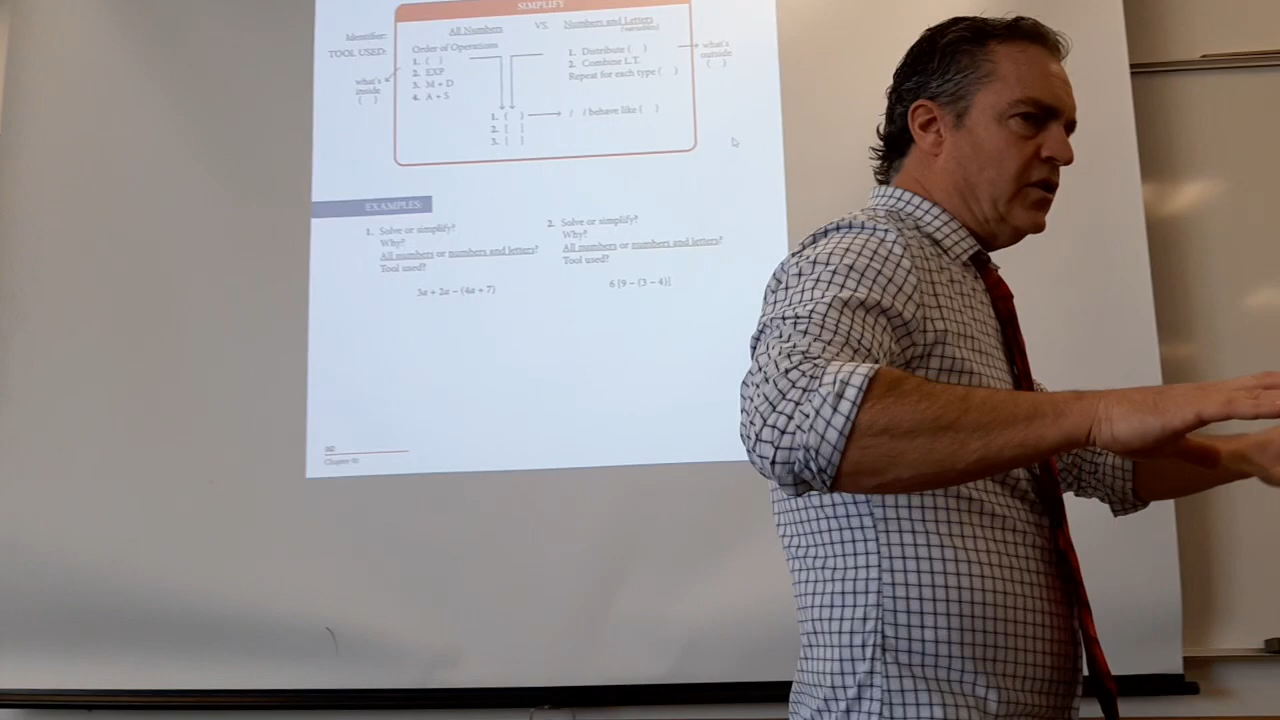 SIMPLIFY
Identifier:
All Numbers VS. Numbers and Letters
(variables)
TOOL USED:
Order of Operations
1. ( )
2. EXP
3. M + D
4. A + S
what's
inside
( )
1. Distribute ( )
2. Combine L.T.
Repeat for each type ( )
what's
outside
( )
1. ( ) / / behave like ( )
2. [ ]
3. { }
EXAMPLES:
1. Solve or simplify?
Why?
All numbers or numbers and letters?
Tool used?
3a + 2a − (4a + 7)
2. Solve or simplify?
Why?
All numbers or numbers and letters?
Tool used?
6 [9 − (3 − 4)]